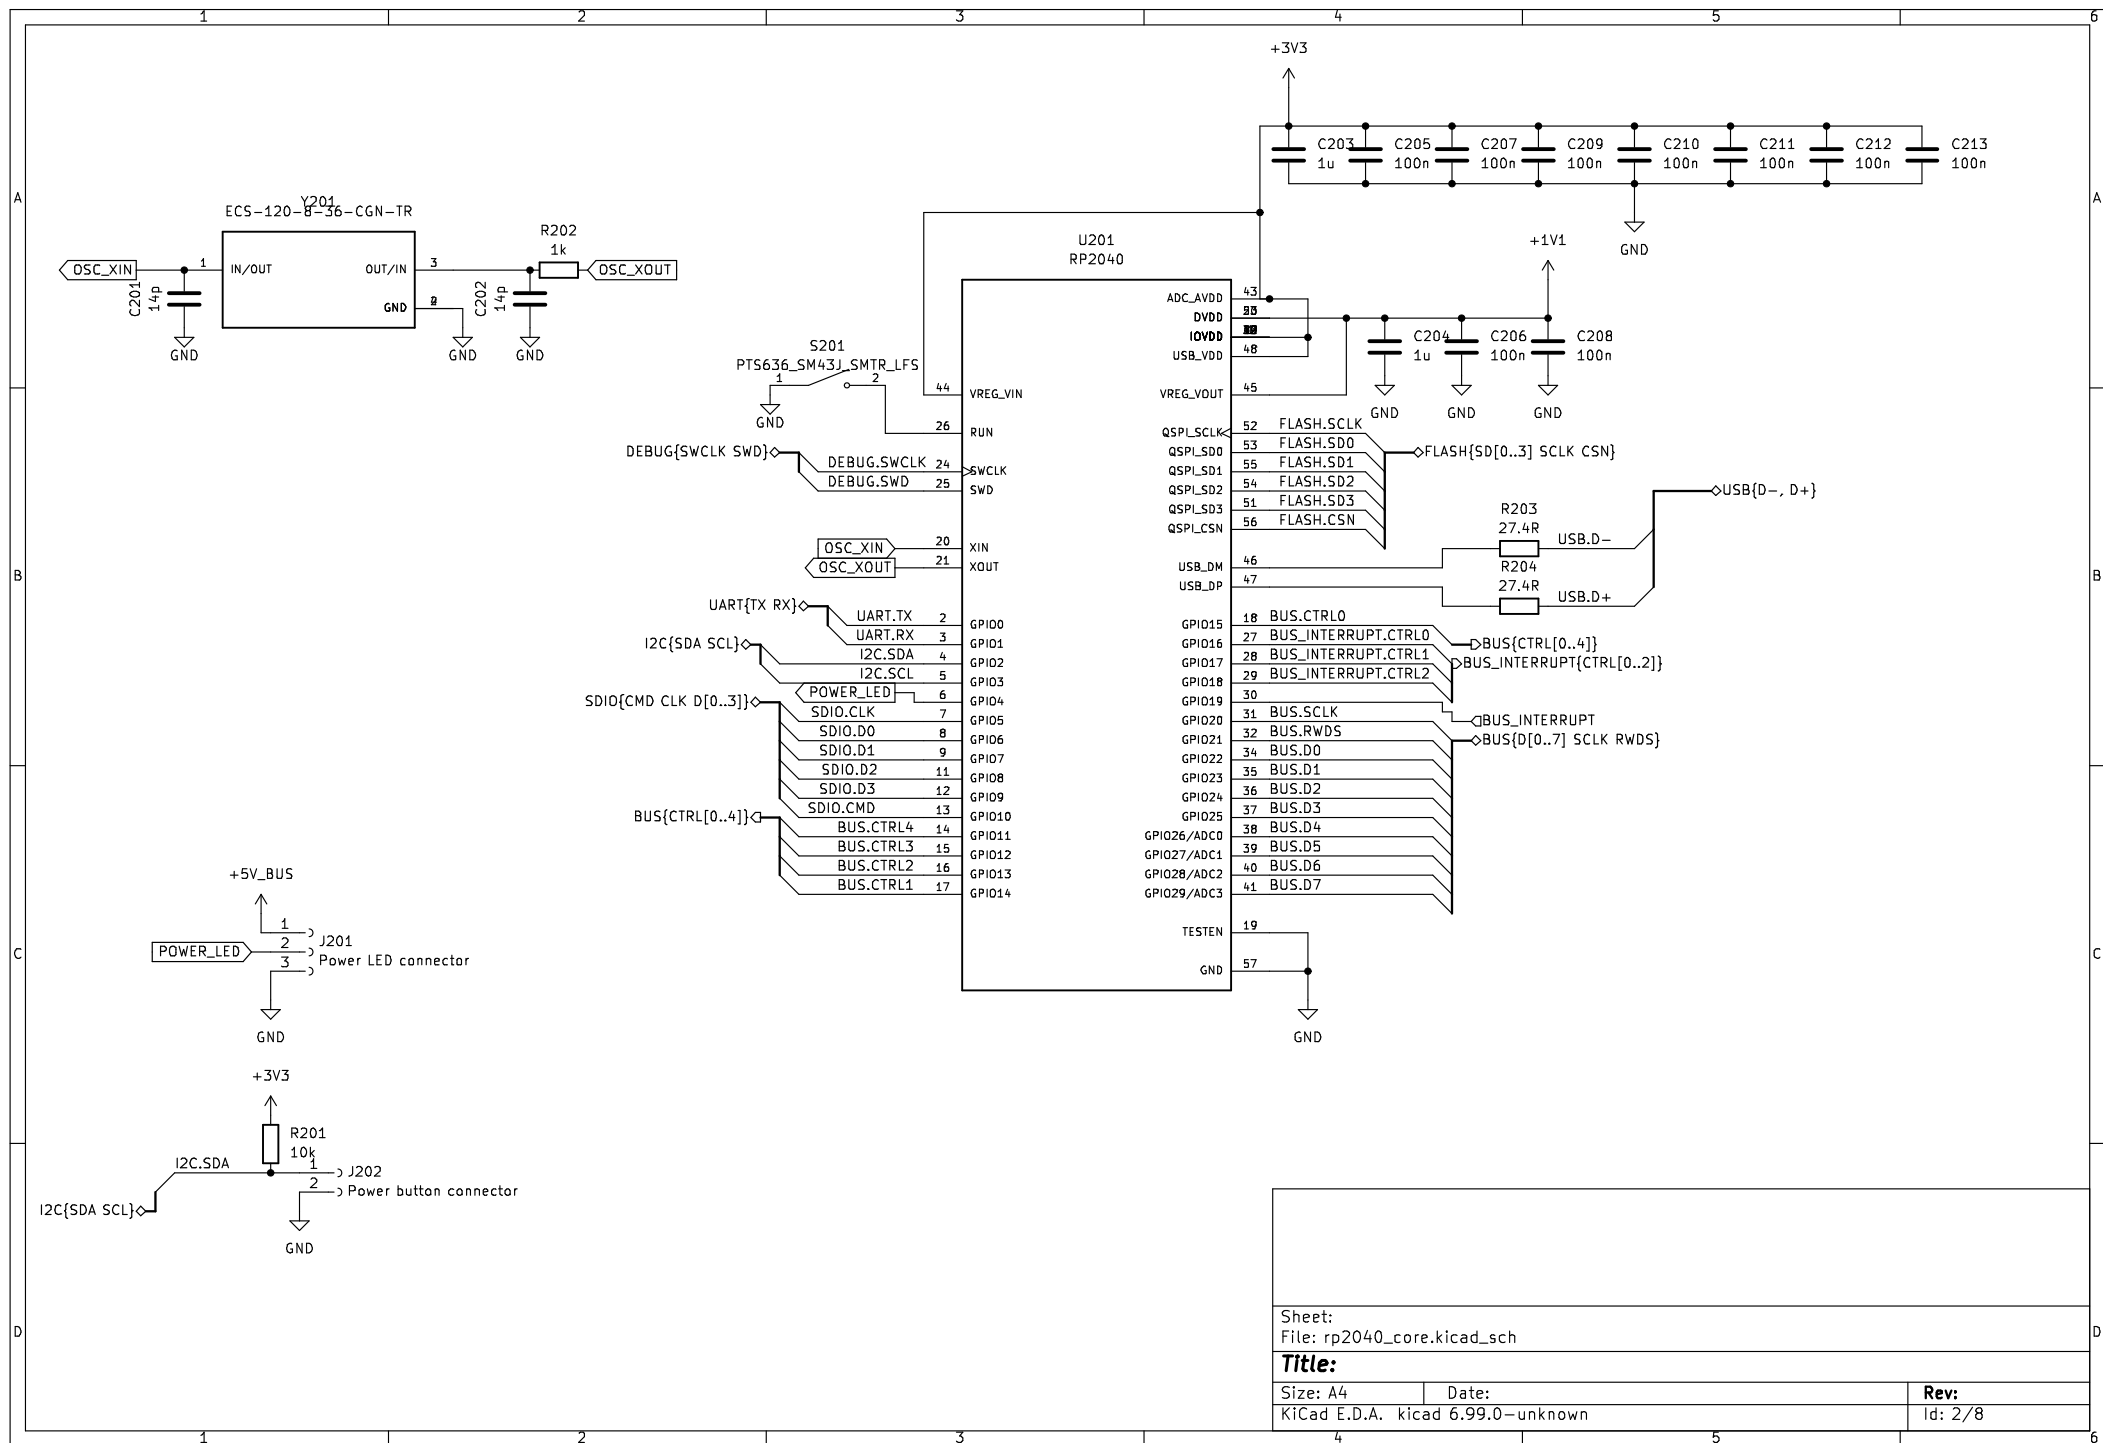 1 2 3 4 5 6
A
B
C
D
+3V3
C203 1u
C205 100n
C207 100n
C209 100n
C210 100n
C211 100n
C212 100n
C213 100n
GND
Y201
ECS-120-8-36-CGN-TR
OSC_XIN
1 IN/OUT
OUT/IN 3
GND
C201 14p
GND
GND
C202 14p
GND
R202
1k
OSC_XOUT
S201
PTS636_SM43J_SMTR_LFS
1 2
GND
U201
RP2040
44 VREG_VIN
26 RUN
DEBUG{SWCLK SWD}
DEBUG.SWCLK 24 SWCLK
DEBUG.SWD 25 SWD
OSC_XIN 20 XIN
OSC_XOUT 21 XOUT
UART{TX RX}
UART.TX 2 GPIO0
UART.RX 3 GPIO1
I2C{SDA SCL}
I2C.SDA 4 GPIO2
I2C.SCL 5 GPIO3
POWER_LED 6 GPIO4
SDIO{CMD CLK D[0..3]}
SDIO.CLK 7 GPIO5
SDIO.D0 8 GPIO6
SDIO.D1 9 GPIO7
SDIO.D2 11 GPIO8
SDIO.D3 12 GPIO9
SDIO.CMD 13 GPIO10
BUS{CTRL[0..4]}
BUS.CTRL4 14 GPIO11
BUS.CTRL3 15 GPIO12
BUS.CTRL2 16 GPIO13
BUS.CTRL1 17 GPIO14
ADC_AVDD 43
DVDD
IOVDD
USB_VDD 48
VREG_VOUT 45
+1V1
C204 1u
C206 100n
C208 100n
GND
GND
GND
QSPI_SCLK 52 FLASH.SCLK
QSPI_SD0 53 FLASH.SD0
QSPI_SD1 55 FLASH.SD1
QSPI_SD2 54 FLASH.SD2
QSPI_SD3 51 FLASH.SD3
QSPI_CSN 56 FLASH.CSN
FLASH{SD[0..3] SCLK CSN}
USB_DM 46
USB_DP 47
R203
27.4R
USB.D-
R204
27.4R
USB.D+
USB{D-, D+}
GPIO15 18 BUS.CTRL0
GPIO16 27 BUS_INTERRUPT.CTRL0
GPIO17 28 BUS_INTERRUPT.CTRL1
GPIO18 29 BUS_INTERRUPT.CTRL2
GPIO19 30
GPIO20 31 BUS.SCLK
GPIO21 32 BUS.RWDS
GPIO22 34 BUS.D0
GPIO23 35 BUS.D1
GPIO24 36 BUS.D2
GPIO25 37 BUS.D3
GPIO26/ADC0 38 BUS.D4
GPIO27/ADC1 39 BUS.D5
GPIO28/ADC2 40 BUS.D6
GPIO29/ADC3 41 BUS.D7
BUS{CTRL[0..4]}
BUS_INTERRUPT{CTRL[0..2]}
BUS_INTERRUPT
BUS{D[0..7] SCLK RWDS}
TESTEN 19
GND 57
GND
+5V_BUS
1
POWER_LED 2
3
J201
Power LED connector
GND
+3V3
R201
10k
I2C.SDA
1
2
J202
Power button connector
I2C{SDA SCL}
GND
Sheet:
File: rp2040_core.kicad_sch
Title:
Size: A4 Date: Rev:
KiCad E.D.A. kicad 6.99.0-unknown Id: 2/8
A
B
C
D
1 2 3 4 5 6